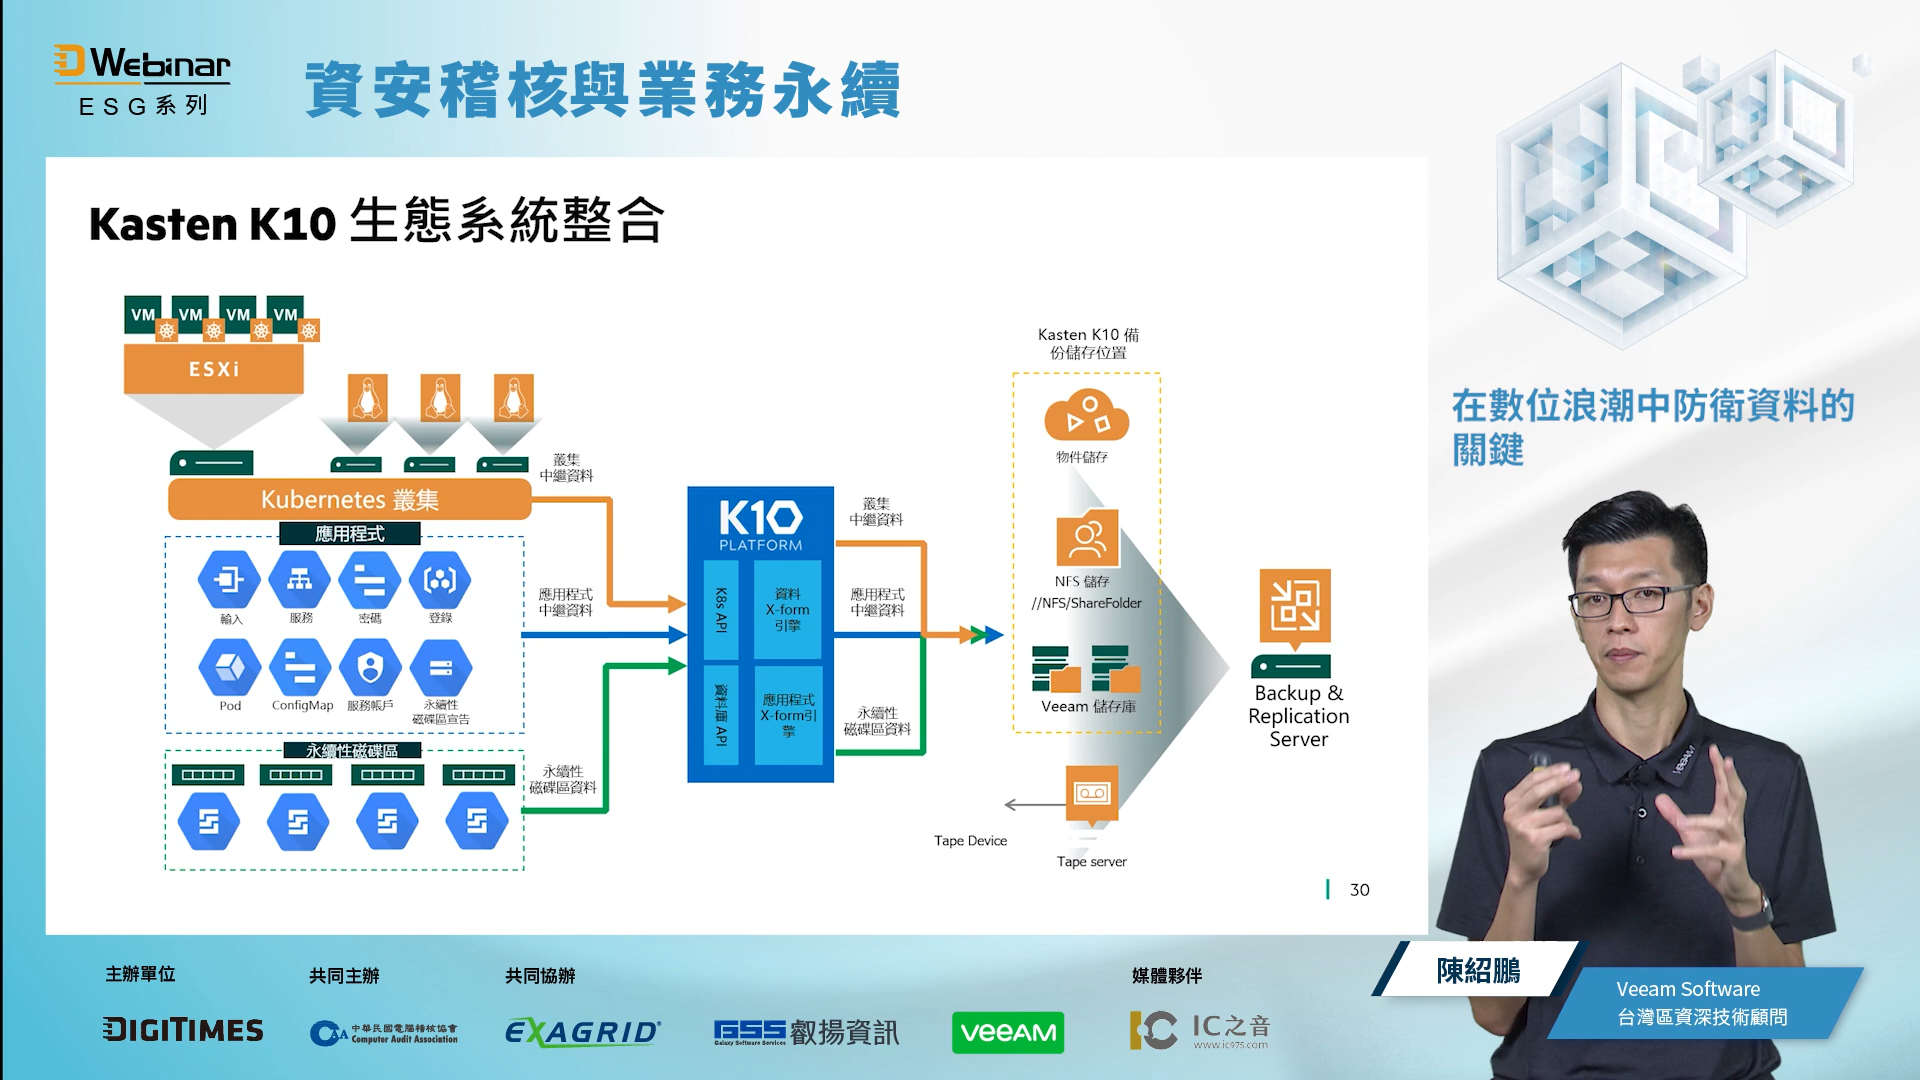 D Webinar
ESG系列
資安稽核與業務永續
Kasten K10 生態系統整合
VM VM VM VM
ESXi
Kubernetes 叢集
叢集
中繼資料
應用程式
輸入 服務 密碼 登錄
Pod ConfigMap 服務帳戶 永續性
磁碟區宣告
應用程式
中繼資料
永續性磁碟區
永續性
磁碟區資料
K10
PLATFORM
K8s API
資料
X-form
引擎
資料庫 API
應用程式
X-form引
擎
叢集
中繼資料
應用程式
中繼資料
永續性
磁碟區資料
Kasten K10 備
份儲存位置
物件儲存
NFS 儲存
//NFS/ShareFolder
Veeam 儲存庫
Tape Device
Tape server
Backup &
Replication
Server
30
在數位浪潮中防衛資料的
關鍵
VEEAM
陳紹鵬
Veeam Software
台灣區資深技術顧問
主辦單位
DIGITIMES
共同主辦
CAA 中華民國電腦稽核協會
Computer Audit Association
共同協辦
EXAGRID
GSS 叡揚資訊
Galaxy Software Services
VEEAM
媒體夥伴
IC IC之音
www.ic975.com